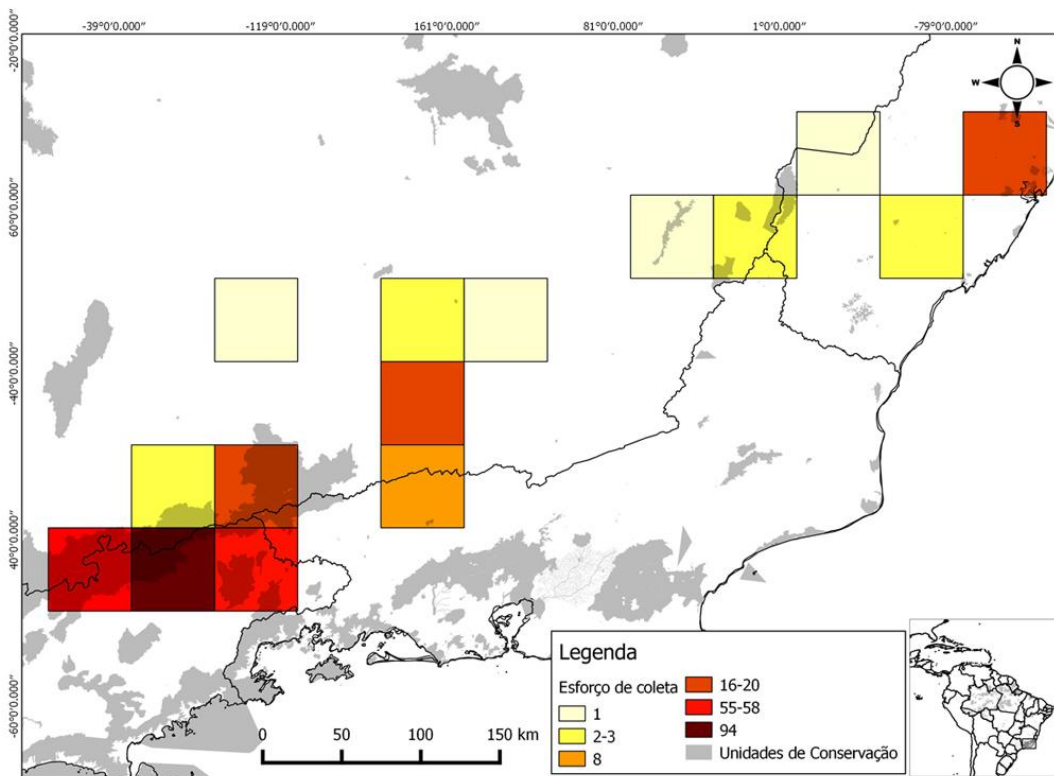 -39°0'0.000" -119°0'0.000" 161°0'0.000" 81°0'0.000" 1°0'0.000" -79°0'0.000"
-20°0'0.000"
60°0'0.000"
-40°0'0.000"
40°0'0.000"
-60°0'0.000"
N
W
S
Legenda
Esforço de coleta
1
2-3
8
16-20
55-58
94
Unidades de Conservação
0 50 100 150 km